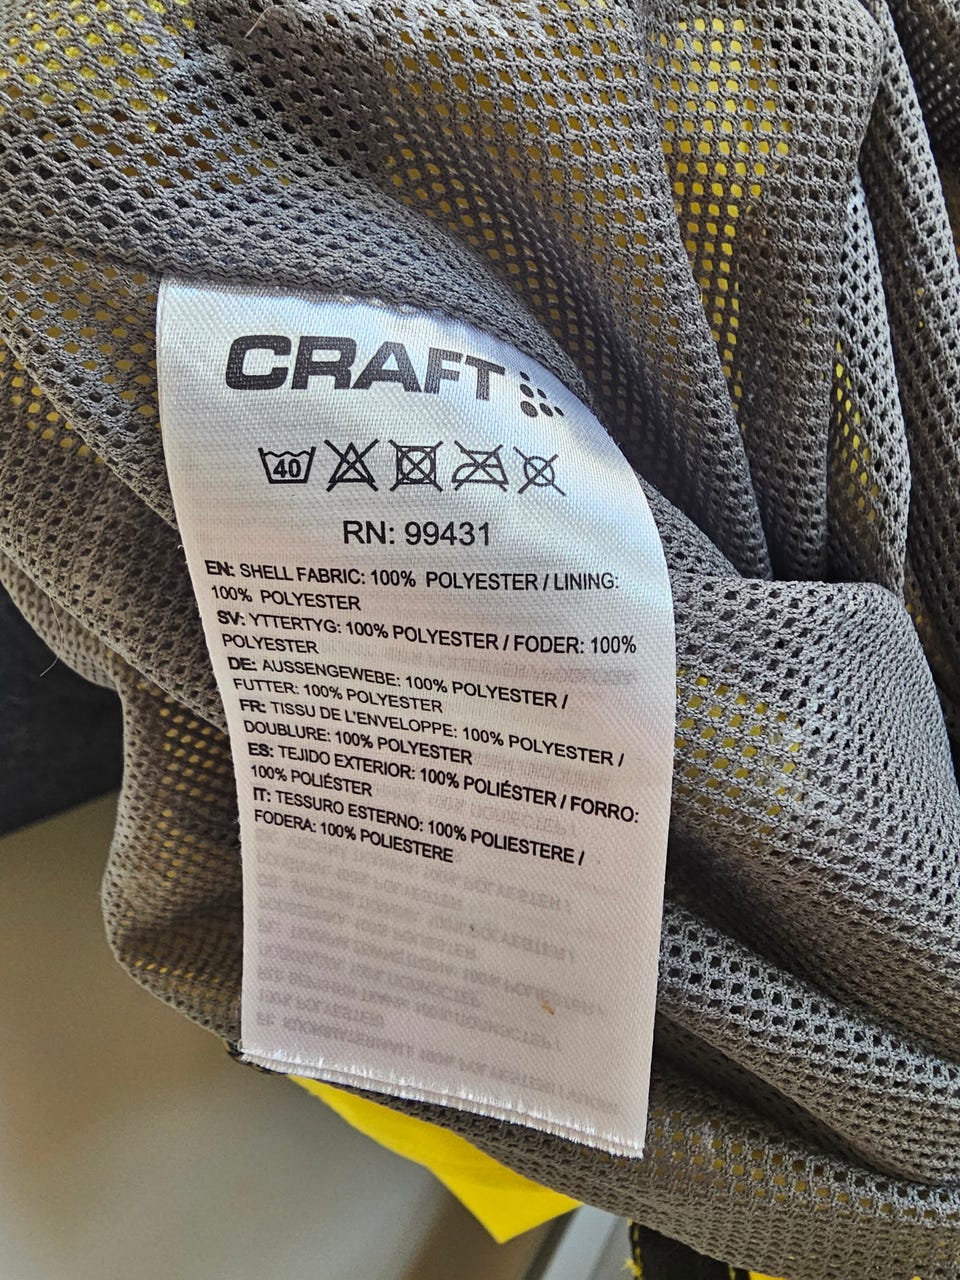 CRAFT
40
RN: 99431
EN: SHELL FABRIC: 100% POLYESTER / LINING:
100% POLYESTER
SV: YTTERTYG: 100% POLYESTER / FODER: 100%
POLYESTER
DE: AUSSENGEWEBE: 100% POLYESTER /
FUTTER: 100% POLYESTER
FR: TISSU DE L'ENVELOPPE: 100% POLYESTER /
DOUBLURE: 100% POLYESTER
ES: TEJIDO EXTERIOR: 100% POLIÉSTER / FORRO:
100% POLIÉSTER
IT: TESSURO ESTERNO: 100% POLIESTERE /
FODERA: 100% POLIESTERE